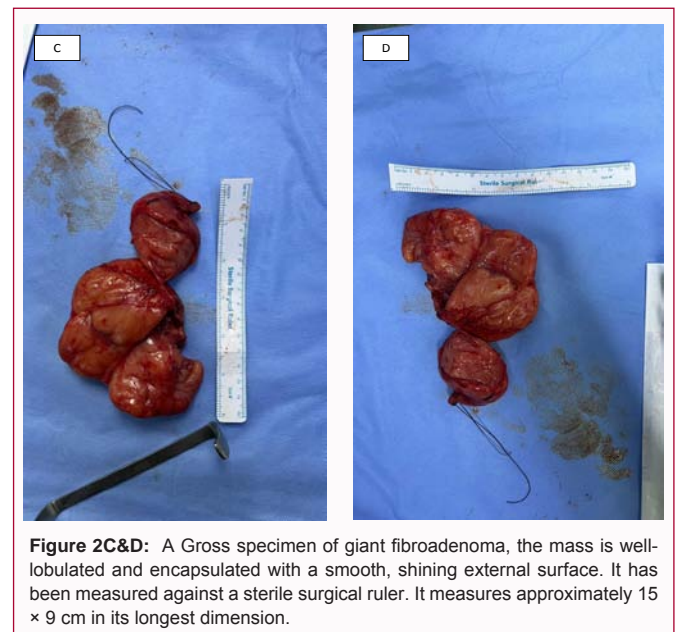 C
D
Sterile Surgical Ruler
Sterile Surgical Rul
Figure 2C&D: A Gross specimen of giant fibroadenoma, the mass is well-
lobulated and encapsulated with a smooth, shining external surface. It has
been measured against a sterile surgical ruler. It measures approximately 15
× 9 cm in its longest dimension.